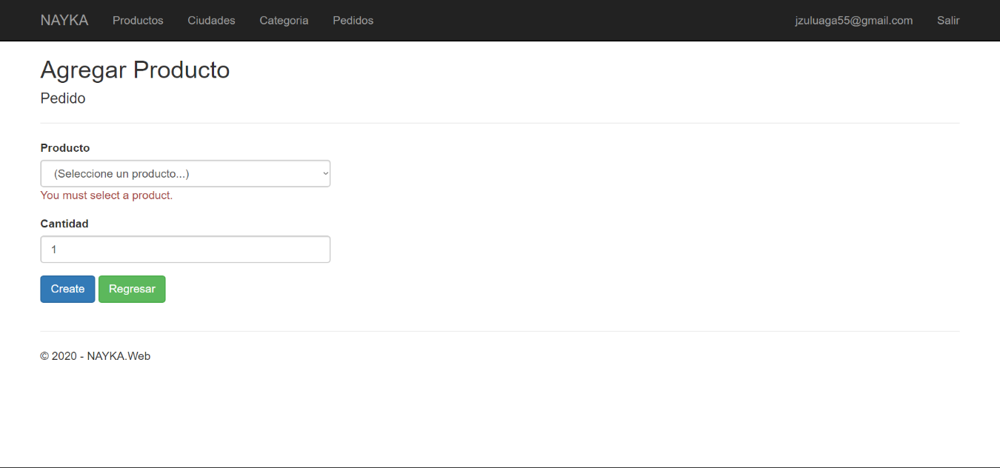 NAYKA Productos Ciudades Categoria Pedidos jzuluaga55@gmail.com Salir
Agregar Producto
Pedido
Producto
(Seleccione un producto...)
You must select a product.
Cantidad
1
Create Regresar
© 2020 - NAYKA.Web